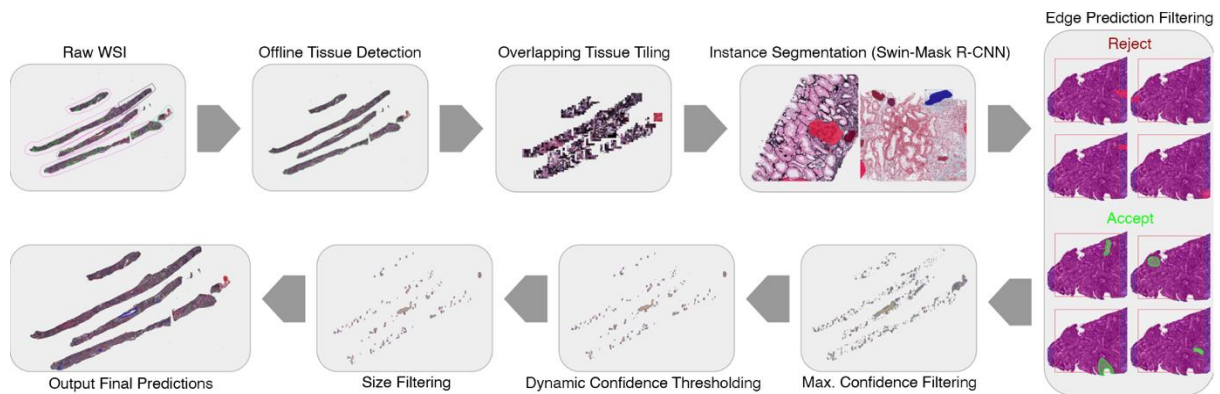 Raw WSI
Offline Tissue Detection
Overlapping Tissue Tiling
Instance Segmentation (Swin-Mask R-CNN)
Edge Prediction Filtering
Reject
Accept
Output Final Predictions
Size Filtering
Dynamic Confidence Thresholding
Max. Confidence Filtering